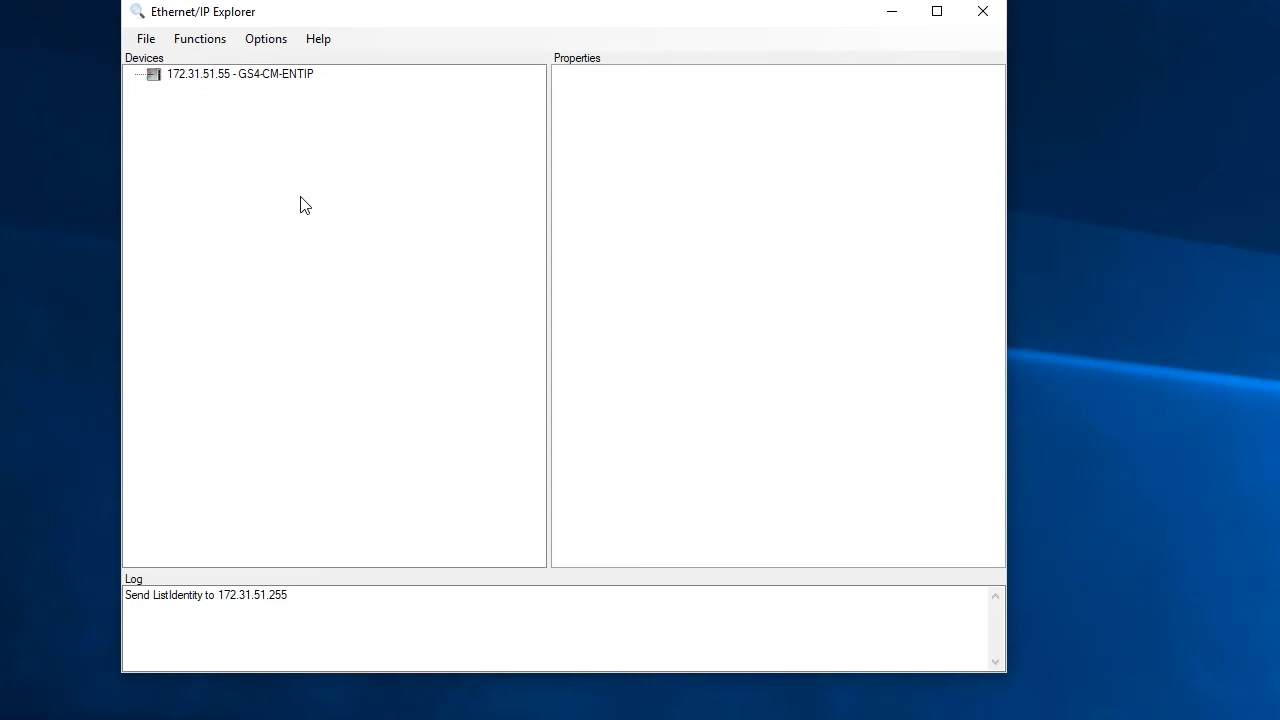 Ethernet/IP Explorer
File Functions Options Help
Devices
Properties
172.31.51.55 - GS4-CM-ENTIP
Log
Send ListIdentity to 172.31.51.255